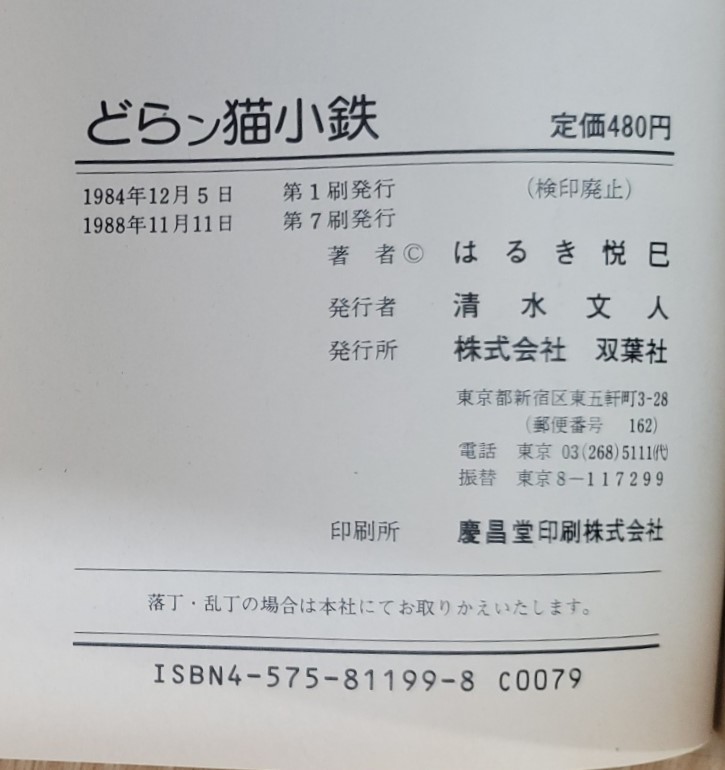 どらン猫小鉄 定価480円
1984年12月5日 第1刷発行 （検印廃止）
1988年11月11日 第7刷発行
著者© はるき悦巳
発行者 清水文人
発行所 株式会社 双葉社
東京都新宿区東五軒町3-28
（郵便番号 162）
電話 東京 03(268)5111㈹
振替 東京8－117299
印刷所 慶昌堂印刷株式会社
落丁・乱丁の場合は本社にてお取りかえいたします。
ISBN4-575-81199-8 C0079